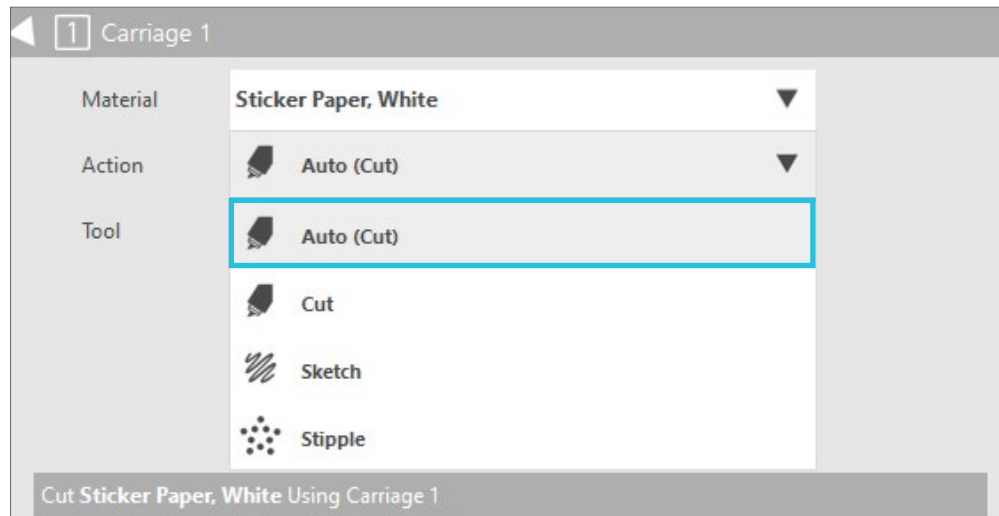 1 Carriage 1
Material Sticker Paper, White
Action Auto (Cut)
Tool Auto (Cut)
Cut
Sketch
Stipple
Cut Sticker Paper, White Using Carriage 1